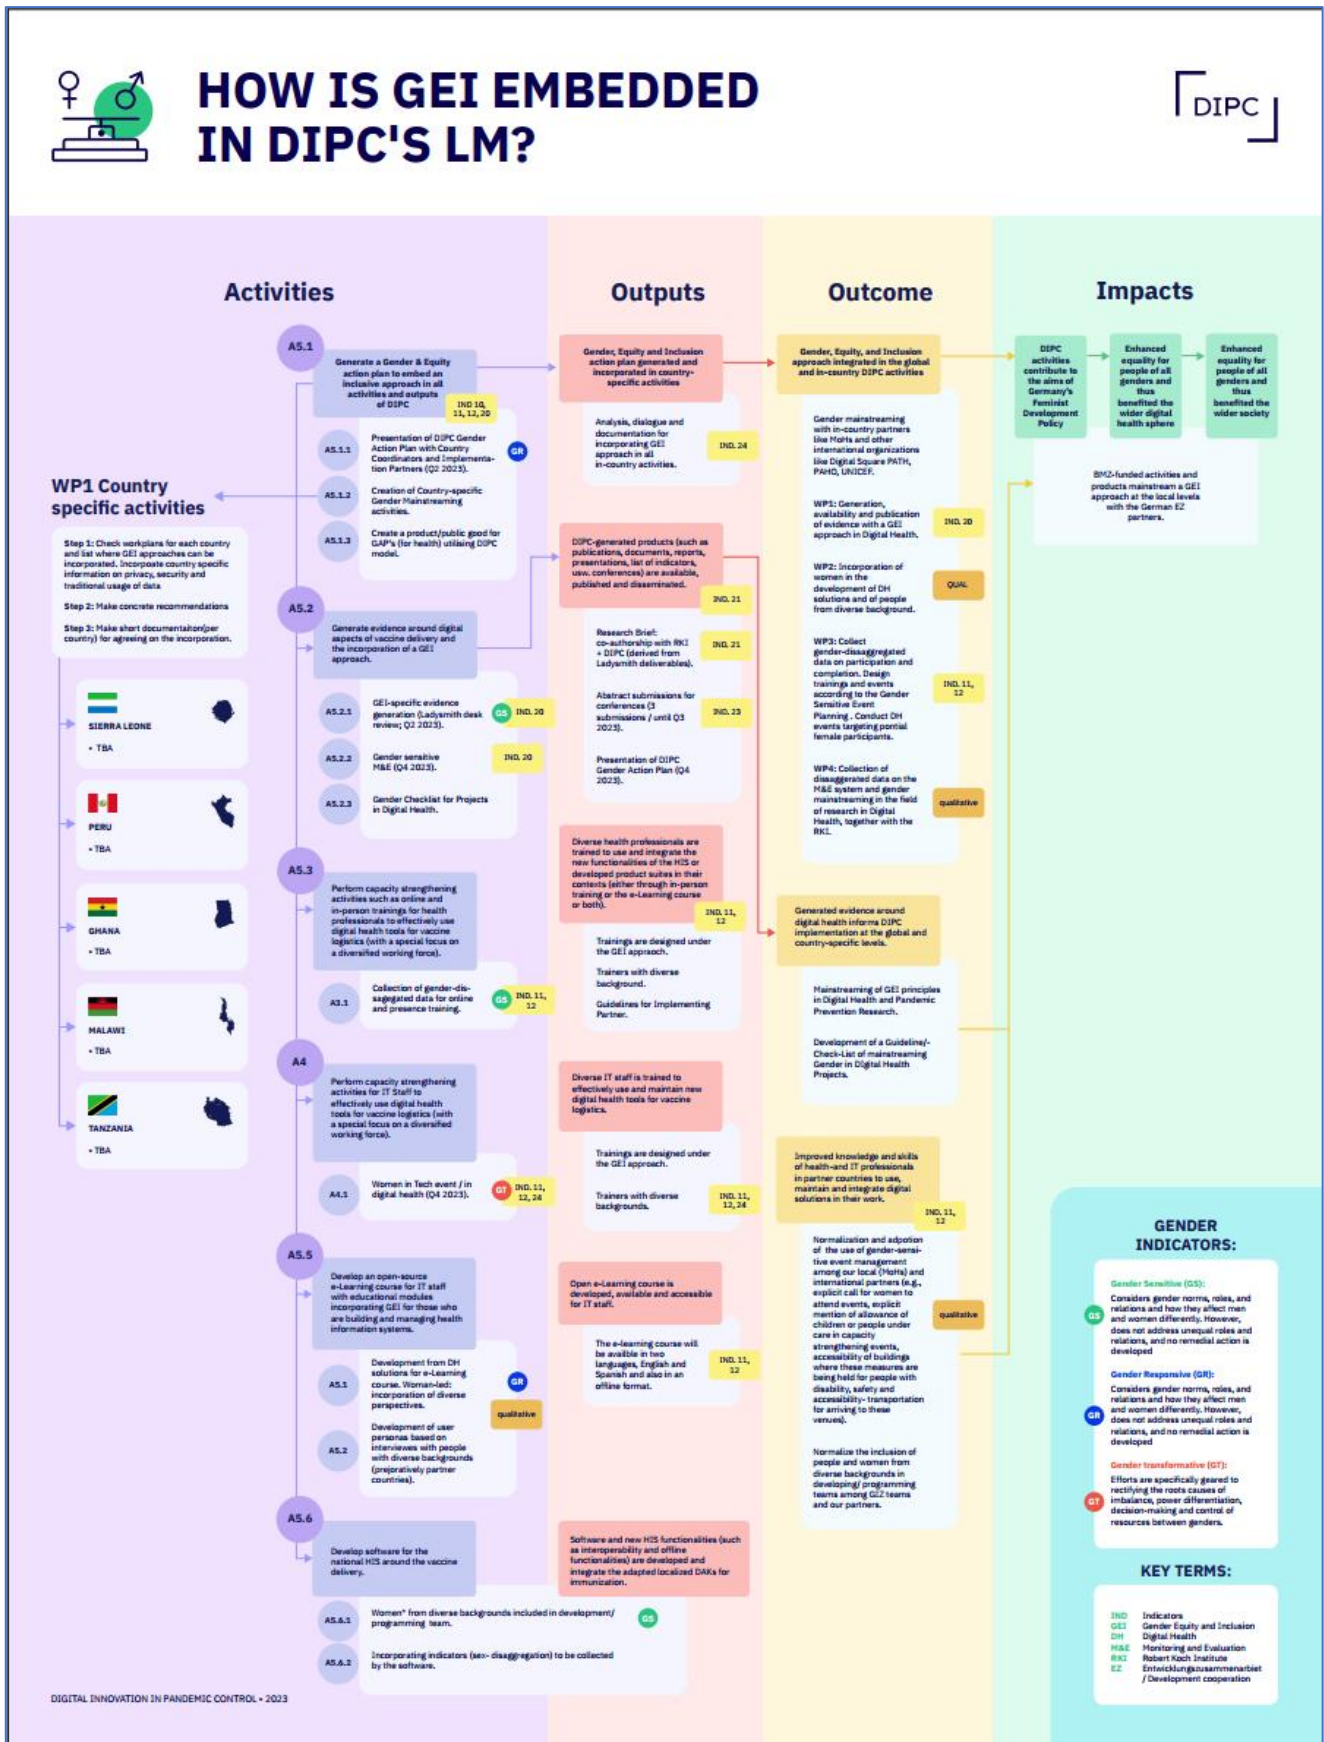 HOW IS GEI EMBEDDED
IN DIPC'S LM?
DIPC
Activities
A5.1
Generate a Gender & Equity
action plan to embed an
inclusive approach in all
activities and outputs
of DIPC
IND 10,
11, 12, 20
A5.1.1
Presentation of DIPC Gender
Action Plan with Country
Coordinators and Implementa-
tion Partners (Q2 2023).
GR
A5.1.2
Creation of Country-specific
Gender Mainstreaming
activities.
A5.1.3
Create a product/public good for
GAP's (for health) utilising DIPC
model.
WP1 Country
specific activities
Step 1: Check workplans for each country
and list where GEI approaches can be
incorporated. Incorpoate country specific
information on privacy, security and
traditional usage of data
Step 2: Make concrete recommendations
Step 3: Make short documentaiton(per
country) for agreeing on the incorporation.
SIERRA LEONE
• TBA
PERU
• TBA
GHANA
• TBA
MALAWI
• TBA
TANZANIA
• TBA
A5.2
Generate evidence around digital
aspects of vaccine delivery and
the incorporation of a GEI
approach.
A5.2.1
GEI-specific evidence
generation (Ladysmith desk
review; Q2 2023).
GS
IND. 20
A5.2.2
Gender sensitive
M&E (Q4 2023).
IND. 20
A5.2.3
Gender Checklist for Projects
in Digital Health.
A5.3
Perform capacity strengthening
activities such as online and
in-person trainings for health
professionals to effectively use
digital health tools for vaccine
logistics (with a special focus on
a diversified working force).
A3.1
Collection of gender-dis-
sagegated data for online
and presence training.
GS
IND. 11,
12
A4
Perform capacity strengthening
activities for IT Staff to
effectively use digital health
tools for vaccine logistics (with
a special focus on a diversified
working force).
A4.1
Women in Tech event / in
digital health (Q4 2023).
GT
IND. 11,
12, 24
A5.5
Develop an open-source
e-Learning course for IT staff
with educational modules
incorporating GEI for those who
are building and managing health
information systems.
A5.1
Development from DH
solutions for e-Learning
course. Woman-led:
incorporation of diverse
perspectives.
GR
qualitative
A5.2
Development of user
personas based on
interviewes with people
with diverse backgrounds
(prejoratively partner
countries).
A5.6
Develop software for the
national HIS around the vaccine
delivery.
A5.6.1
Women* from diverse backgrounds included in development/
programming team.
GS
A5.6.2
Incorporating indicators (sex- disaggregation) to be collected
by the software.
Outputs
Gender, Equity and Inclusion
action plan generated and
incorporated in country-
specific activities
Analysis, dialogue and
documentation for
incorporating GEI
approach in all
in-country activities.
IND. 24
DIPC-generated products (such as
publications, documents, reports,
presentations, list of indicators,
usw. conferences) are available,
published and disseminated.
IND. 21
Research Brief:
co-authorship with RKI
+ DIPC (derived from
Ladysmith deliverables).
IND. 21
Abstract submissions for
conferences (3
submissions / until Q3
2023).
IND. 23
Presentation of DIPC
Gender Action Plan (Q4
2023).
Diverse health professionals are
trained to use and integrate the
new functionalities of the HIS or
developed product suites in their
contexts (either through in-person
training or the e-Learning course
or both).
IND. 11,
12
Trainings are designed under
the GEI appraoch.
Trainers with diverse
background.
Guidelines for Implementing
Partner.
Diverse IT staff is trained to
effectively use and maintain new
digital health tools for vaccine
logistics.
Trainings are designed under
the GEI approach.
Trainers with diverse
backgrounds.
IND. 11,
12, 24
Open e-Learning course is
developed, available and accessible
for IT staff.
The e-learning course will
be availble in two
languages, English and
Spanish and also in an
offline format.
IND. 11,
12
Software and new HIS functionalities (such
as interoperability and offline
functionalities) are developed and
integrate the adapted localized DAKs for
immunization.
Outcome
Gender, Equity, and Inclusion
approach integrated in the global
and in-country DIPC activities
Gender mainstreaming
with in-country partners
like MoHs and other
international organizations
like Digital Square PATH,
PAHO, UNICEF.
WP1: Generation,
availability and publication
of evidence with a GEI
approach in Digital Health.
IND. 20
WP2: Incorporation of
women in the
development of DH
solutions and of people
from diverse background.
QUAL
WP3: Collect
gender-dissaggregated
data on participation and
completion. Design
trainings and events
according to the Gender
Sensitive Event
Planning . Conduct DH
events targeting pontial
female participants.
IND. 11,
12
WP4: Collection of
dissaggerated data on the
M&E system and gender
mainstreaming in the field
of research in Digital
Health, together with the
RKI.
qualitative
Generated evidence around
digital health informs DIPC
implementation at the global and
country-specific levels.
Mainstreaming of GEI principles
in Digital Health and Pandemic
Prevention Research.
Development of a Guideline/-
Check-List of mainstreaming
Gender in Digital Health
Projects.
Improved knowledge and skills
of health-and IT professionals
in partner countries to use,
maintain and integrate digital
solutions in their work.
IND. 11,
12
Normalization and adpotion
of the use of gender-sensi-
tive event management
among our local (MoHs) and
international partners (e.g.,
explicit call for women to
attend events, explicit
mention of allowance of
children or people under
care in capacity
strengthening events,
accessibility of buildings
where these measures are
being held for people with
disability, safety and
accessibility- transportation
for arriving to these
venues).
qualitative
Normalize the inclusion of
people and women from
diverse backgrounds in
developing/ programming
teams among GIZ teams
and our partners.
Impacts
DIPC
activities
contribute to
the aims of
Germany's
Feminist
Development
Policy
Enhanced
equality for
people of all
genders and
thus
benefited the
wider digital
health sphere
Enhanced
equality for
people of all
genders and
thus
benefited the
wider society
BMZ-funded activities and
products mainstream a GEI
approach at the local levels
with the German EZ
partners.
GENDER
INDICATORS:
Gender Sensitive (GS):
GS
Considers gender norms, roles, and
relations and how they affect men
and women differently. However,
does not address unequal roles and
relations, and no remedial action is
developed
Gender Responsive (GR):
GR
Considers gender norms, roles, and
relations and how they affect men
and women differently. However,
does not address unequal roles and
relations, and no remedial action is
developed
Gender transformative (GT):
GT
Efforts are specifically geared to
rectifying the roots causes of
imbalance, power differentiation,
decision-making and control of
resources between genders.
KEY TERMS:
IND Indicators
GEI Gender Equity and Inclusion
DH Digital Health
M&E Monitoring and Evaluation
RKI Robert Koch Institute
EZ Entwicklungszusammenarbiet
/ Development cooperation
DIGITAL INNOVATION IN PANDEMIC CONTROL • 2023